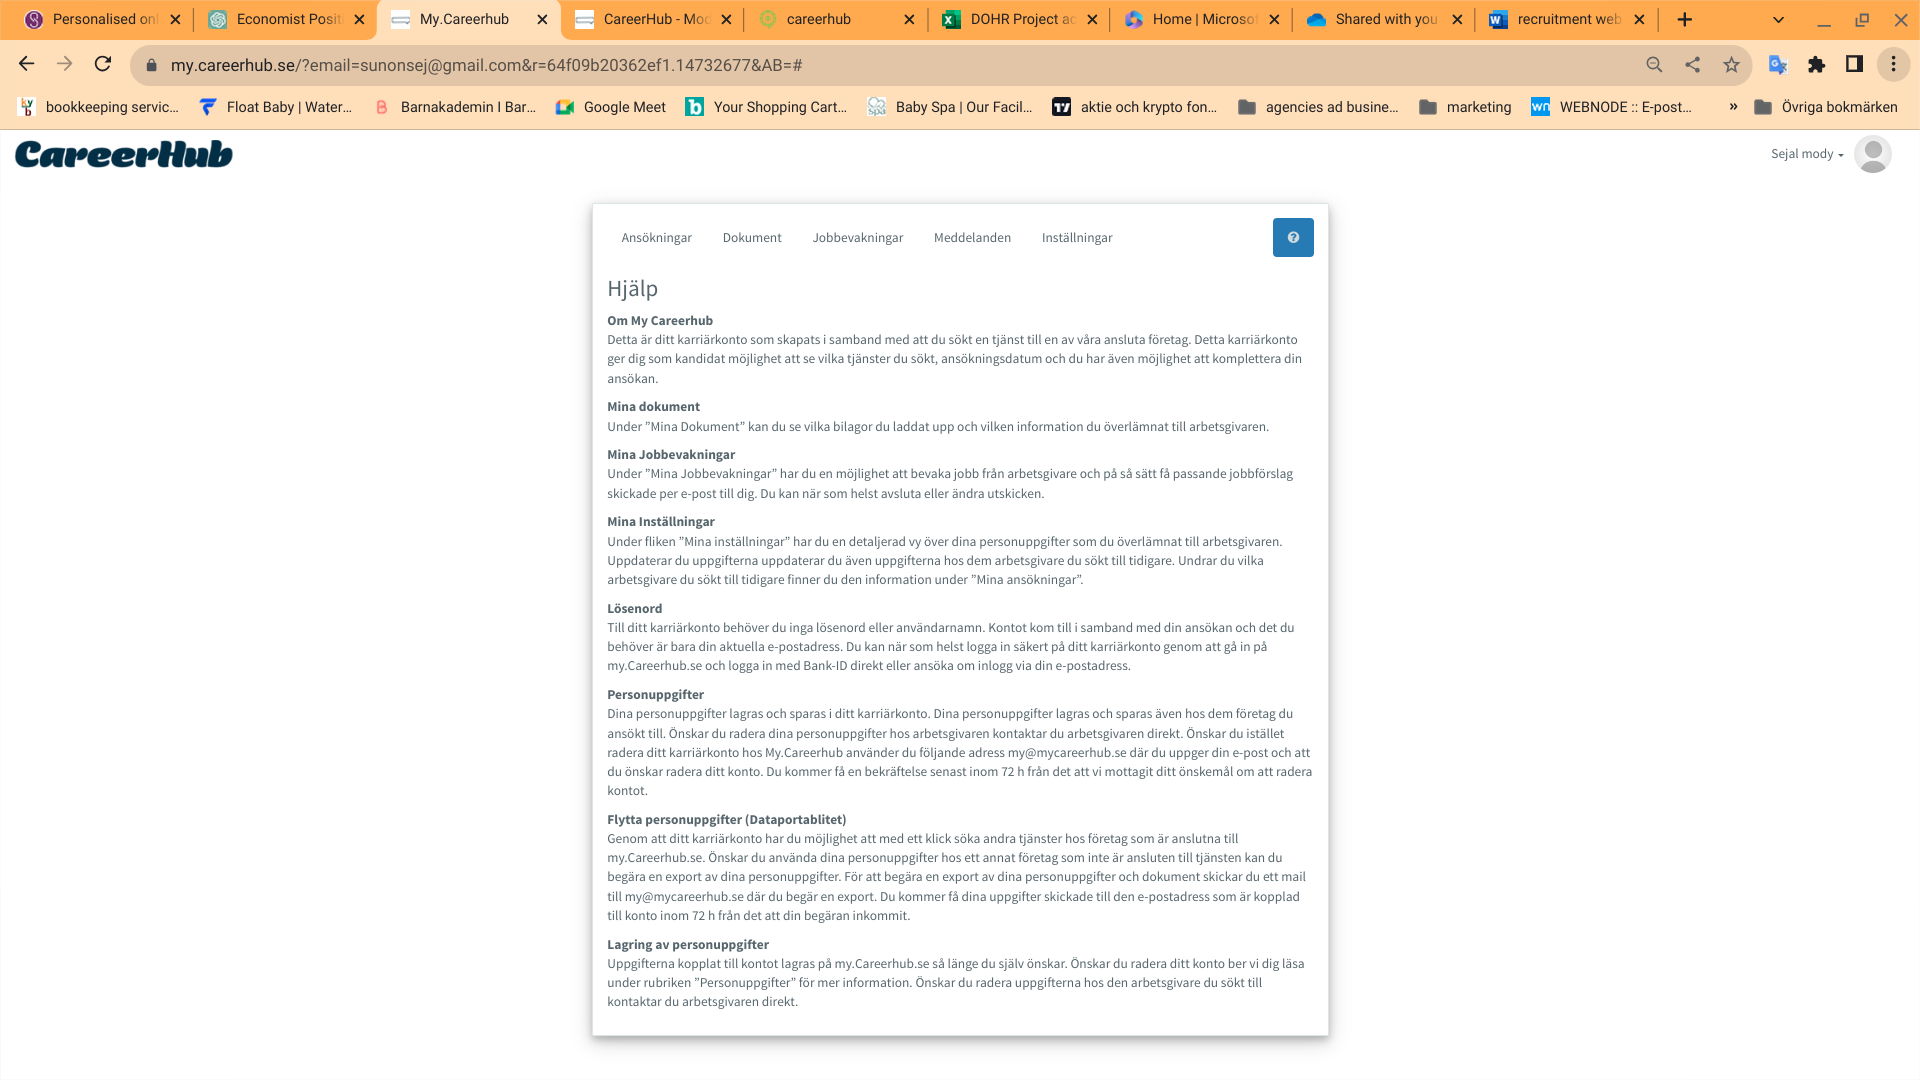 Personalised onl
Economist Positi
My.Careerhub
CareerHub - Mod
careerhub
DOHR Project ac
Home | Microsof
Shared with you
recruitment web
my.careerhub.se/?email=sunonsej@gmail.com&r=64f09b20362ef1.14732677&AB=#
bookkeeping servic...
Float Baby | Water...
Barnakademin I Bar...
Google Meet
Your Shopping Cart...
Baby Spa | Our Facil...
aktie och krypto fon...
agencies ad busine...
marketing
WEBNODE :: E-post...
»
Övriga bokmärken
CareerHub
Sejal mody
Ansökningar
Dokument
Jobbevakningar
Meddelanden
Inställningar
Hjälp
Om My Careerhub
Detta är ditt karriärkonto som skapats i samband med att du sökt en tjänst till en av våra ansluta företag. Detta karriärkonto
ger dig som kandidat möjlighet att se vilka tjänster du sökt, ansökningsdatum och du har även möjlighet att komplettera din
ansökan.
Mina dokument
Under ”Mina Dokument” kan du se vilka bilagor du laddat upp och vilken information du överlämnat till arbetsgivaren.
Mina Jobbevakningar
Under ”Mina Jobbevakningar” har du en möjlighet att bevaka jobb från arbetsgivare och på så sätt få passande jobbförslag
skickade per e-post till dig. Du kan när som helst avsluta eller ändra utskicken.
Mina Inställningar
Under fliken ”Mina inställningar” har du en detaljerad vy över dina personuppgifter som du överlämnat till arbetsgivaren.
Uppdaterar du uppgifterna uppdaterar du även uppgifterna hos dem arbetsgivare du sökt till tidigare. Undrar du vilka
arbetsgivare du sökt till tidigare finner du den information under ”Mina ansökningar”.
Lösenord
Till ditt karriärkonto behöver du inga lösenord eller användarnamn. Kontot kom till i samband med din ansökan och det du
behöver är bara din aktuella e-postadress. Du kan när som helst logga in säkert på ditt karriärkonto genom att gå in på
my.Careerhub.se och logga in med Bank-ID direkt eller ansöka om inlogg via din e-postadress.
Personuppgifter
Dina personuppgifter lagras och sparas i ditt karriärkonto. Dina personuppgifter lagras och sparas även hos dem företag du
ansökt till. Önskar du radera dina personuppgifter hos arbetsgivaren kontaktar du arbetsgivaren direkt. Önskar du istället
radera ditt karriärkonto hos My.Careerhub använder du följande adress my@mycareerhub.se där du uppger din e-post och att
du önskar radera ditt konto. Du kommer få en bekräftelse senast inom 72 h från det att vi mottagit ditt önskemål om att radera
kontot.
Flytta personuppgifter (Dataportablitet)
Genom att ditt karriärkonto har du möjlighet att med ett klick söka andra tjänster hos företag som är anslutna till
my.Careerhub.se. Önskar du använda dina personuppgifter hos ett annat företag som inte är ansluten till tjänsten kan du
begära en export av dina personuppgifter. För att begära en export av dina personuppgifter och dokument skickar du ett mail
till my@mycareerhub.se där du begär en export. Du kommer få dina uppgifter skickade till den e-postadress som är kopplad
till konto inom 72 h från det att din begäran inkommit.
Lagring av personuppgifter
Uppgifterna kopplat till kontot lagras på my.Careerhub.se så länge du själv önskar. Önskar du radera ditt konto ber vi dig läsa
under rubriken ”Personuppgifter” för mer information. Önskar du radera uppgifterna hos den arbetsgivare du sökt till
kontaktar du arbetsgivaren direkt.